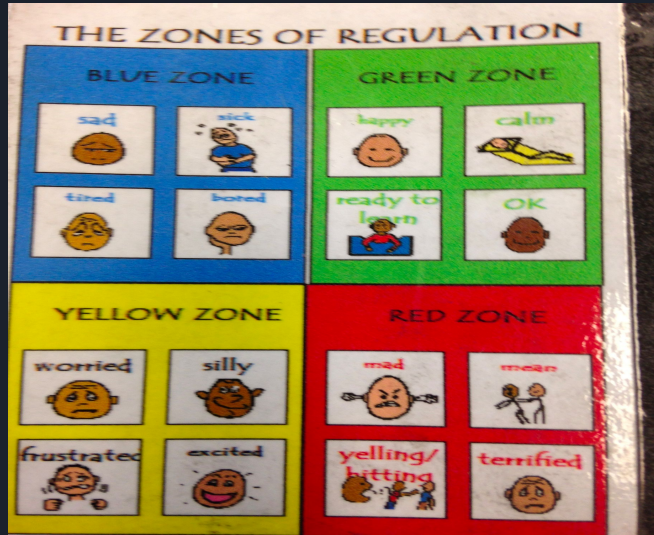 THE ZONES OF REGULATION
BLUE ZONE
sad
sick
tired
bored
GREEN ZONE
happy
calm
ready to
learn
OK
YELLOW ZONE
worried
silly
frustrated
excited
RED ZONE
mad
mean
yelling/
hitting
terrified